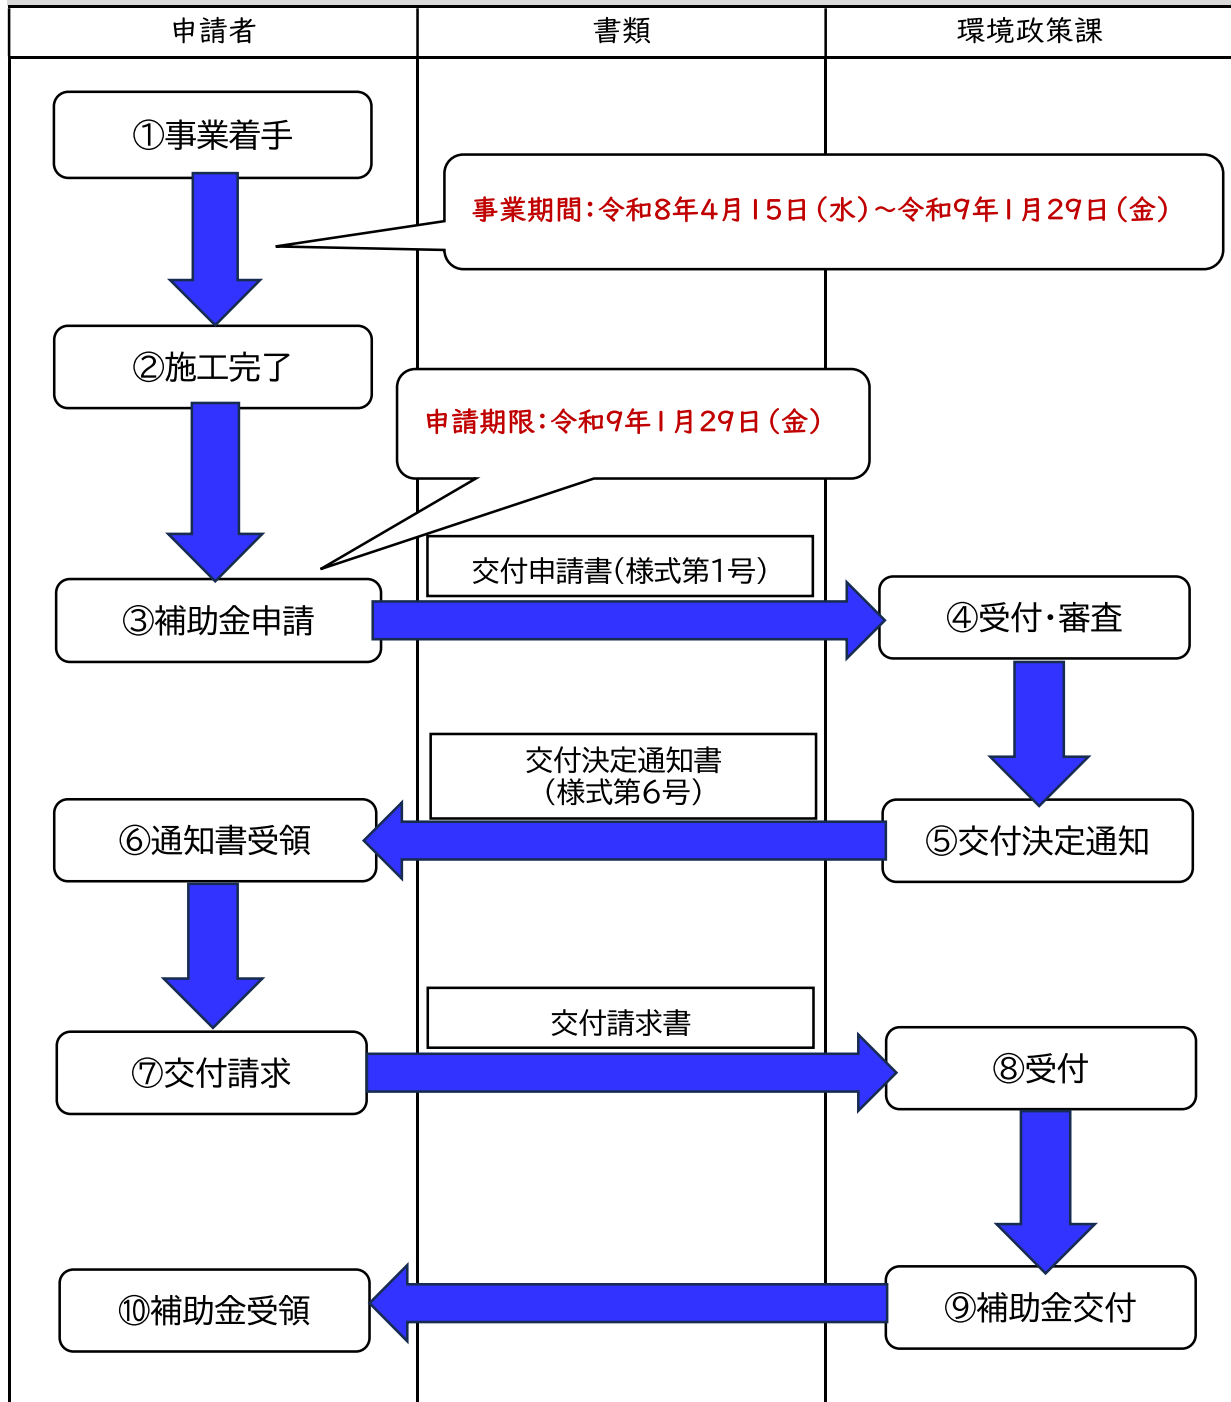 申請者
書類
環境政策課
①事業着手
事業期間：令和8年4月15日（水）～令和9年1月29日（金）
②施工完了
申請期限：令和9年1月29日（金）
交付申請書(様式第1号)
③補助金申請
④受付・審査
交付決定通知書
(様式第6号)
⑥通知書受領
⑤交付決定通知
交付請求書
⑦交付請求
⑧受付
⑩補助金受領
⑨補助金交付